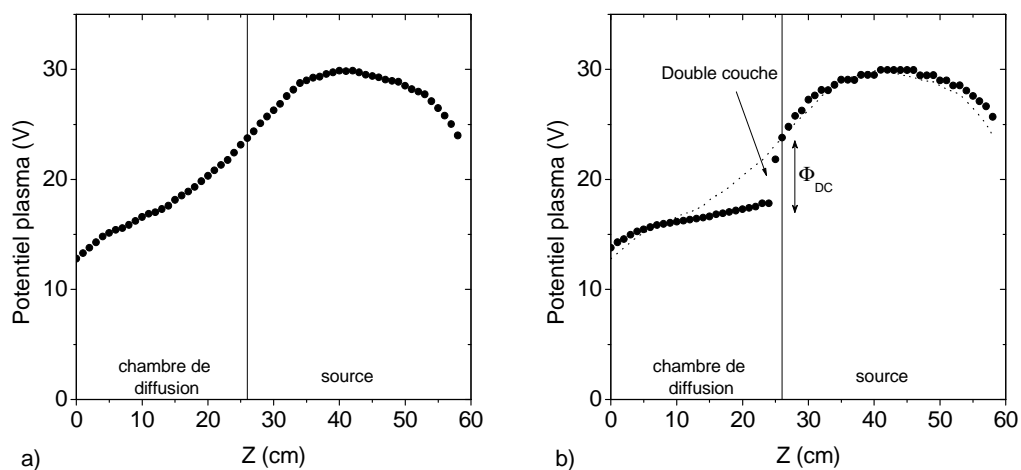 30
20
10
0
Potentiel plasma (V)
chambre de
diffusion
source
0 10 20 30 40 50 60
Z (cm)
a)
30
20
10
0
Potentiel plasma (V)
Double couche
Φ_DC
chambre de
diffusion
source
0 10 20 30 40 50 60
Z (cm)
b)